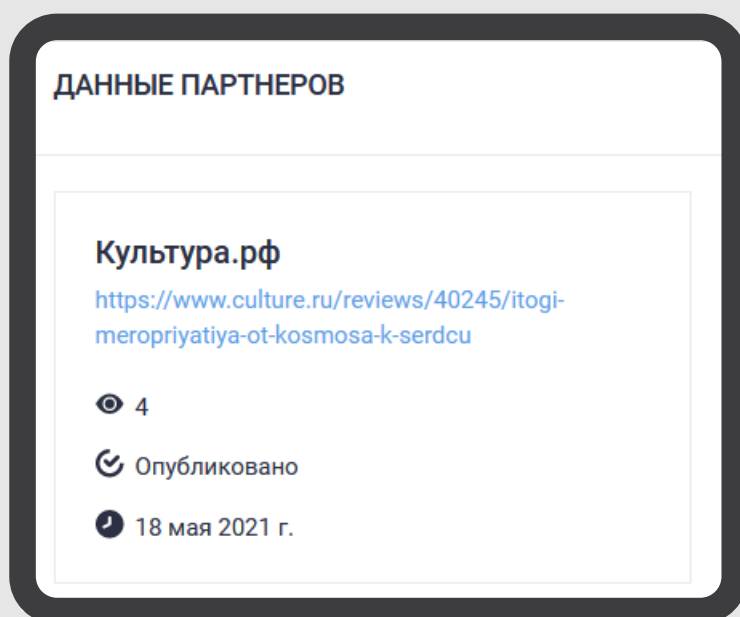 ДАННЫЕ ПАРТНЕРОВ
Культура.рф
https://www.culture.ru/reviews/40245/itogi-
meropriyatiya-ot-kosmosa-k-serdcu
4
Опубликовано
18 мая 2021 г.